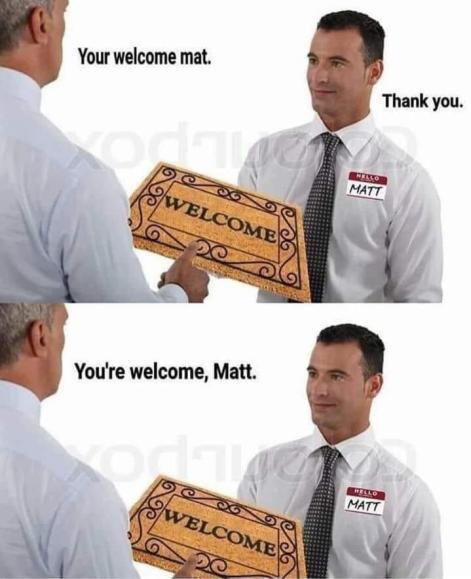 Your welcome mat.
Thank you.
HELLO
MATT
WELCOME
You're welcome, Matt.
HELLO
MATT
WELCOME